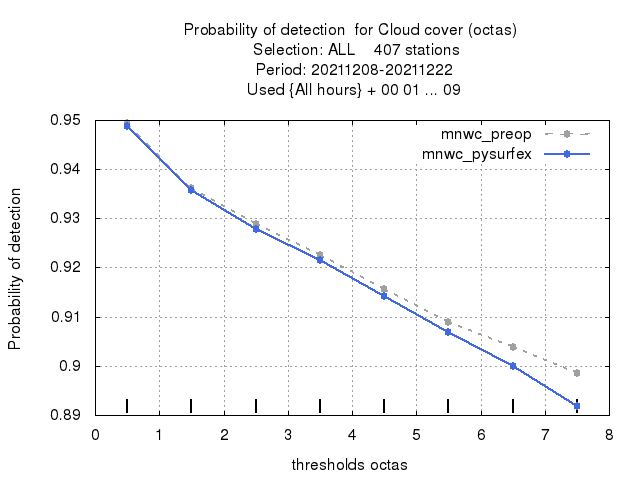 Probability of detection  for Cloud cover (octas)
Selection: ALL    407 stations
Period: 20211208-20211222
Used {All hours} + 00 01 ... 09
mnwc_preop
mnwc_pysurfex
Probability of detection
0.95
0.94
0.93
0.92
0.91
0.9
0.89
0 1 2 3 4 5 6 7 8
thresholds octas